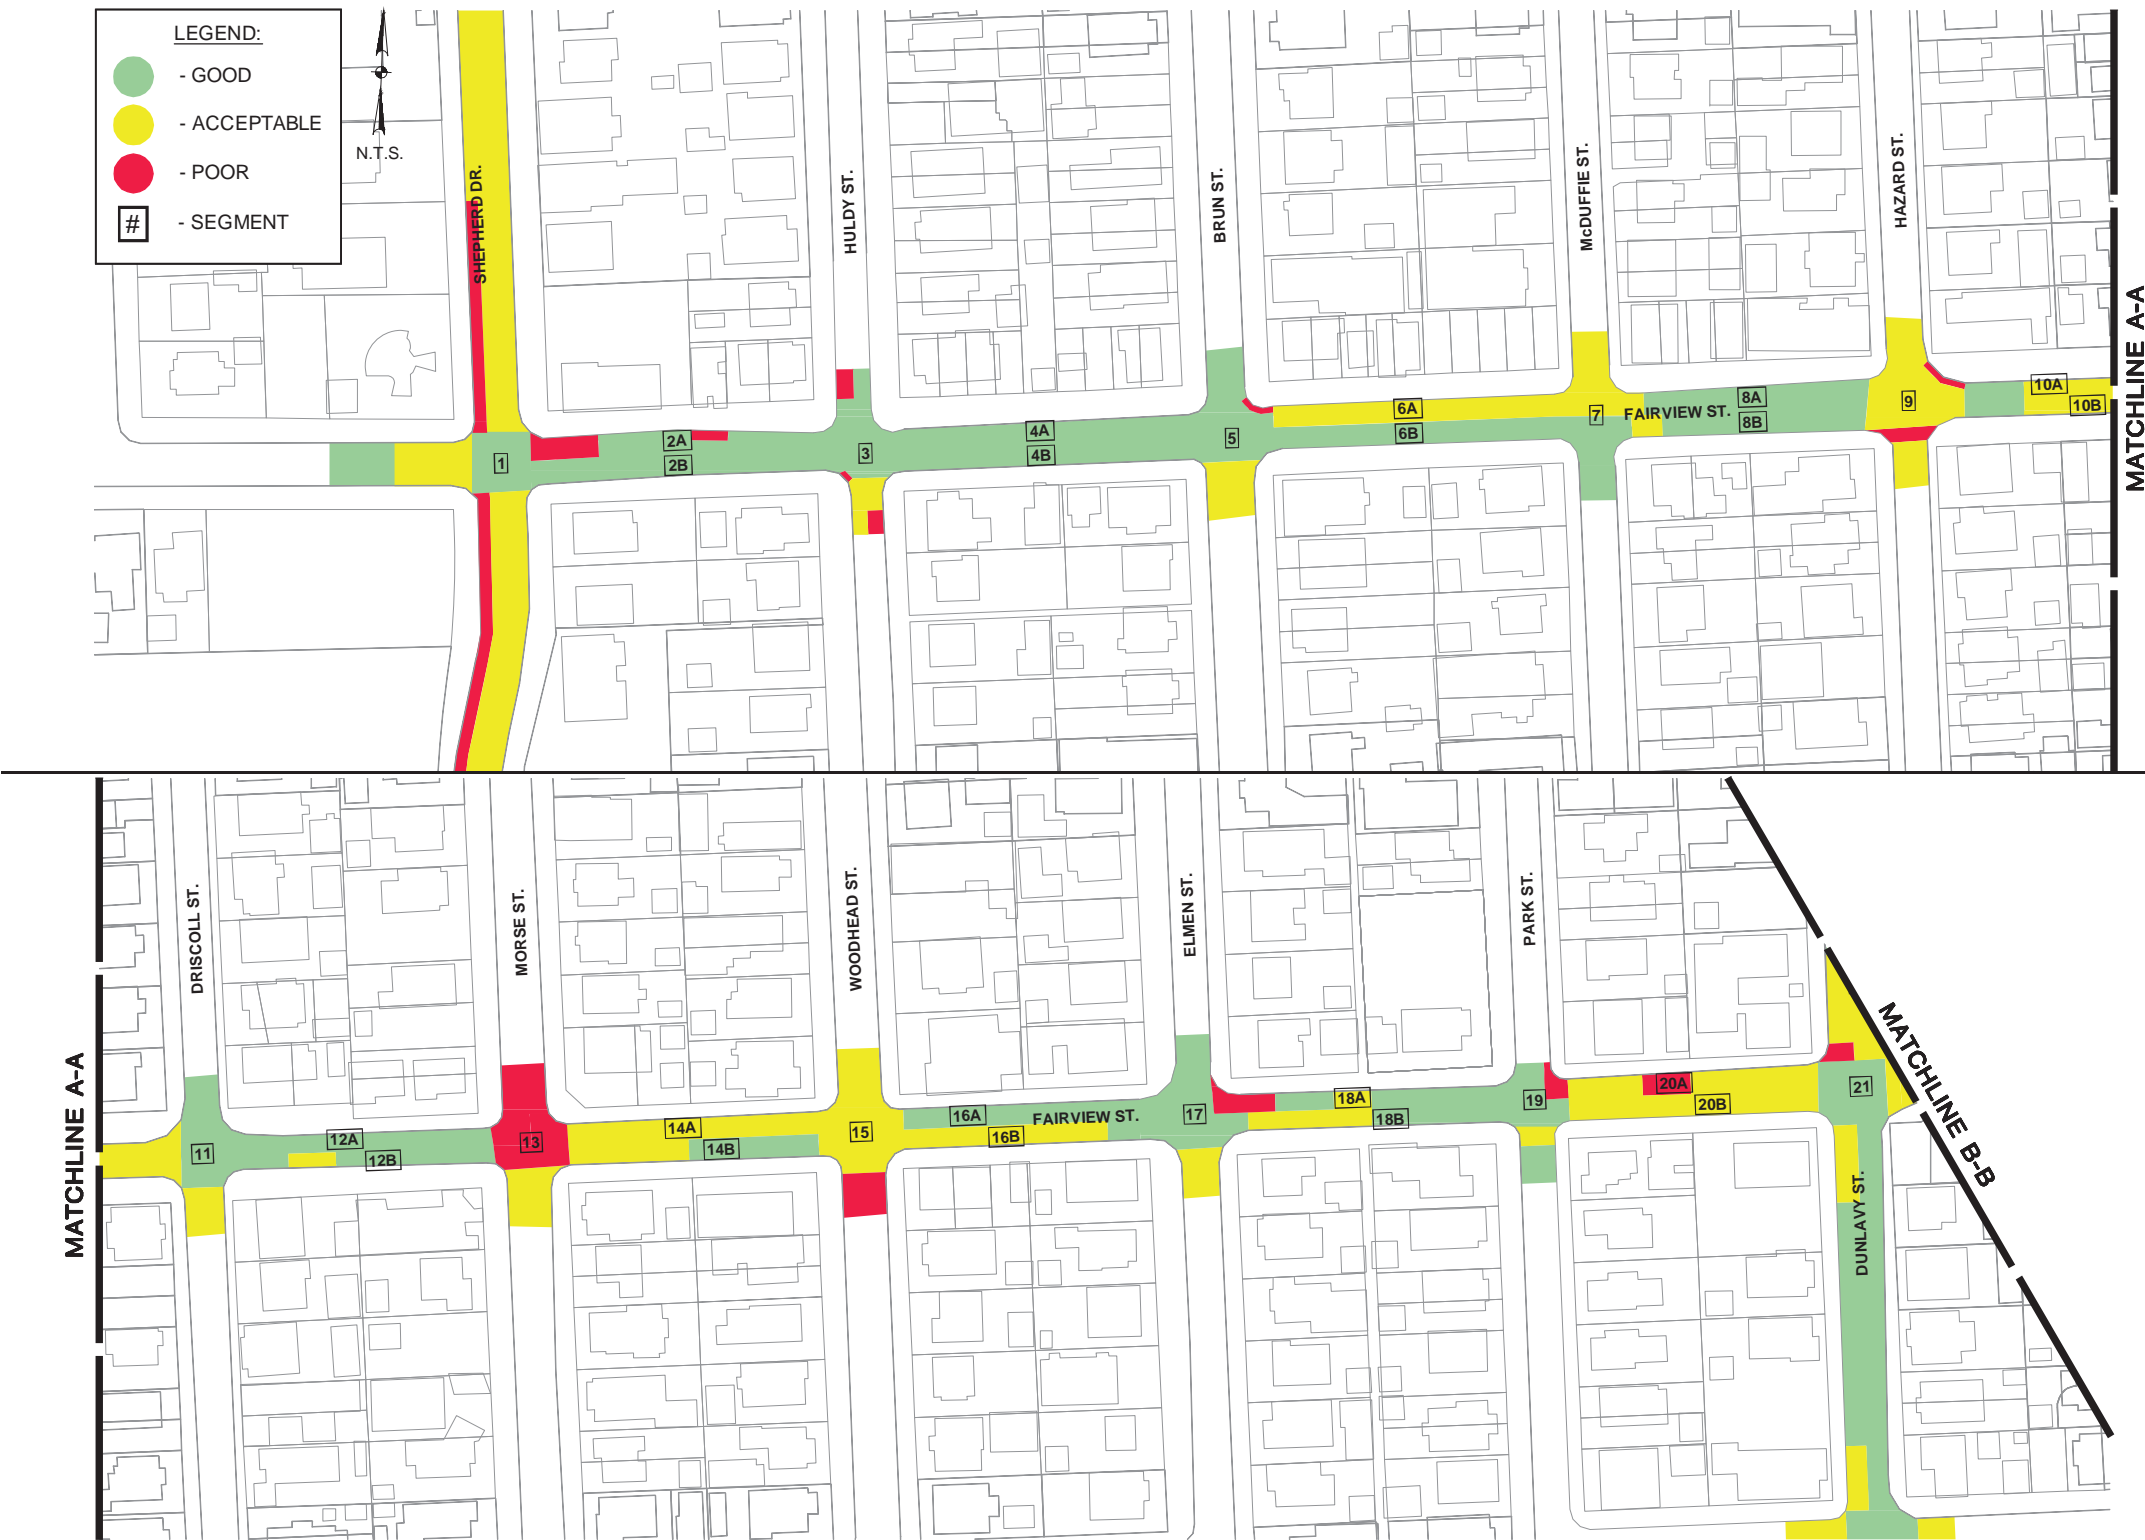 LEGEND:
- GOOD
- ACCEPTABLE
- POOR
# - SEGMENT
N.T.S.
SHEPHERD DR.
HULDY ST.
BRUN ST.
McDUFFIE ST.
HAZARD ST.
MATCHLINE A-A
1
2A
2B
3
4A
4B
5
6A
6B
7
FAIRVIEW ST.
8A
8B
9
10A
10B
MATCHLINE A-A
DRISCOLL ST.
MORSE ST.
WOODHEAD ST.
ELMEN ST.
PARK ST.
DUNLAVY ST.
MATCHLINE B-B
11
12A
12B
13
14A
14B
15
16A
16B
FAIRVIEW ST.
17
18A
18B
19
20A
20B
21